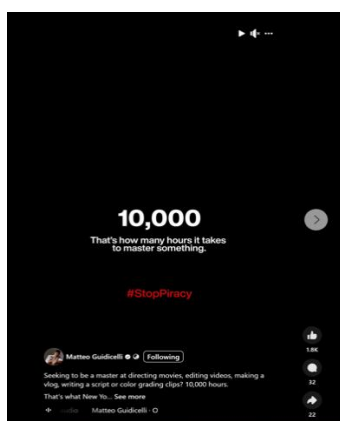 10,000
That's how many hours it takes
to master something.
#StopPiracy
Matteo Guidicelli
Following
1.8K
Seeking to be a master at directing movies, editing videos, making a
vlog, writing a script or color grading clips? 10,000 hours.
32
That's what New Yo... See more
Matteo Guidicelli · O
22